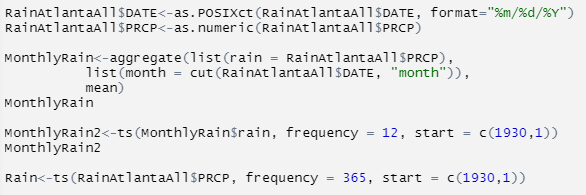 RainAtlantaAll$DATE<-as.POSIXct(RainAtlantaAll$DATE, format="%m/%d/%Y")
RainAtlantaAll$PRCP<-as.numeric(RainAtlantaAll$PRCP)
MonthlyRain<-aggregate(list(rain = RainAtlantaAll$PRCP),
list(month = cut(RainAtlantaAll$DATE, "month")),
mean)
MonthlyRain
MonthlyRain2<-ts(MonthlyRain$rain, frequency = 12, start = c(1930,1))
MonthlyRain2
Rain<-ts(RainAtlantaAll$PRCP, frequency = 365, start = c(1930,1))